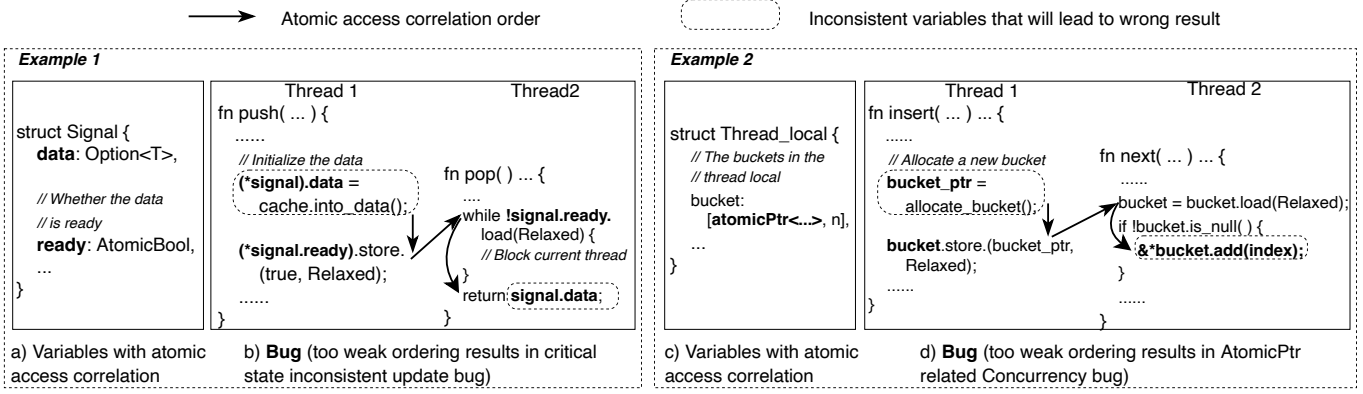 Atomic access correlation order
Inconsistent variables that will lead to wrong result
Example 1
struct Signal {
data: Option<T>,
// Whether the data
// is ready
ready: AtomicBool,
...
}
Thread 1
fn push( ... ) {
......
// Initialize the data
(*signal).data =
cache.into_data();
(*signal.ready).store.
(true, Relaxed);
......
}
Thread2
fn pop( ) ... {
....
while !signal.ready.
load(Relaxed) {
// Block current thread
}
return signal.data;
}
a) Variables with atomic
access correlation
b) Bug (too weak ordering results in critical
state inconsistent update bug)
Example 2
struct Thread_local {
// The buckets in the
// thread local
bucket:
[atomicPtr<...>, n],
...
}
Thread 1
fn insert( ... ) ... {
......
// Allocate a new bucket
bucket_ptr =
allocate_bucket();
bucket.store.(bucket_ptr,
Relaxed);
......
}
Thread 2
fn next( ... ) ... {
......
bucket = bucket.load(Relaxed);
if !bucket.is_null( ) {
&*bucket.add(index);
}
......
}
c) Variables with atomic
access correlation
d) Bug (too weak ordering results in AtomicPtr
related Concurrency bug)